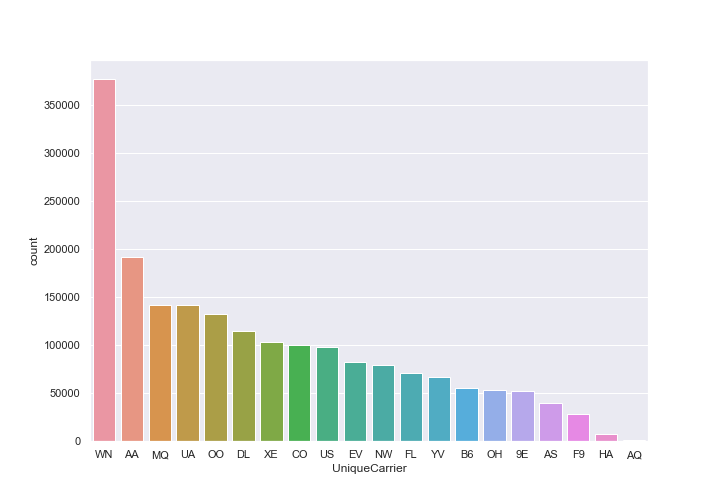 350000
300000
250000
200000
150000
100000
50000
0
count
WN AA MQ UA OO DL XE CO US EV NW FL YV B6 OH 9E AS F9 HA AQ
UniqueCarrier